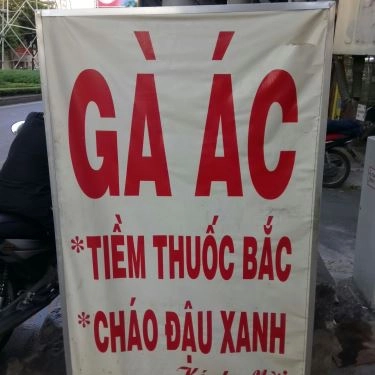 GÀ ÁC
*TIỀM THUỐC BẮC
*CHÁO ĐẬU XANH